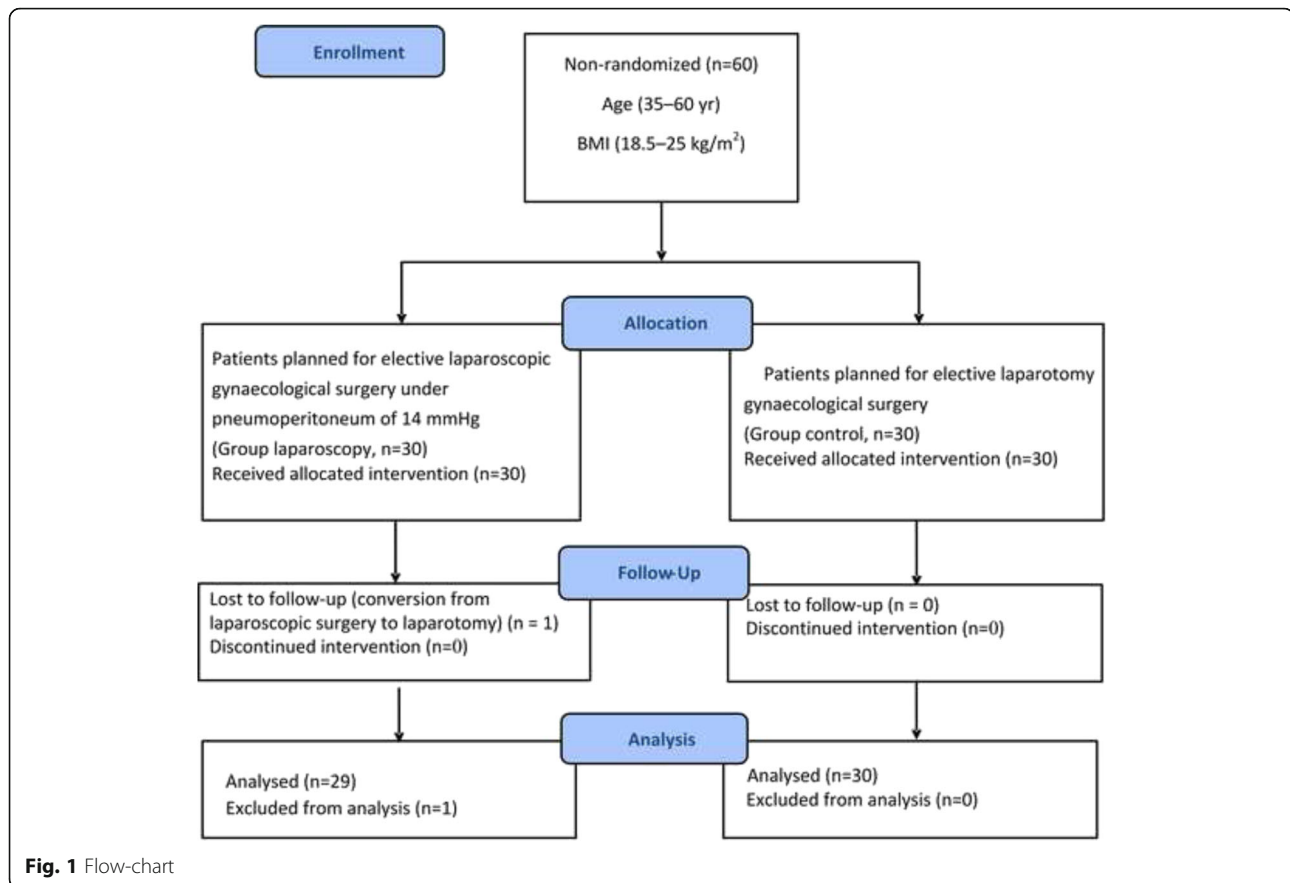 Enrollment
Non-randomized (n=60)
Age (35–60 yr)
BMI (18.5–25 kg/m²)
Allocation
Patients planned for elective laparoscopic
gynaecological surgery under
pneumoperitoneum of 14 mmHg
(Group laparoscopy, n=30)
Received allocated intervention (n=30)
Patients planned for elective laparotomy
gynaecological surgery
(Group control, n=30)
Received allocated intervention (n=30)
Follow-Up
Lost to follow-up (conversion from
laparoscopic surgery to laparotomy) (n = 1)
Discontinued intervention (n=0)
Lost to follow-up (n = 0)
Discontinued intervention (n=0)
Analysis
Analysed (n=29)
Excluded from analysis (n=1)
Analysed (n=30)
Excluded from analysis (n=0)
Fig. 1 Flow-chart